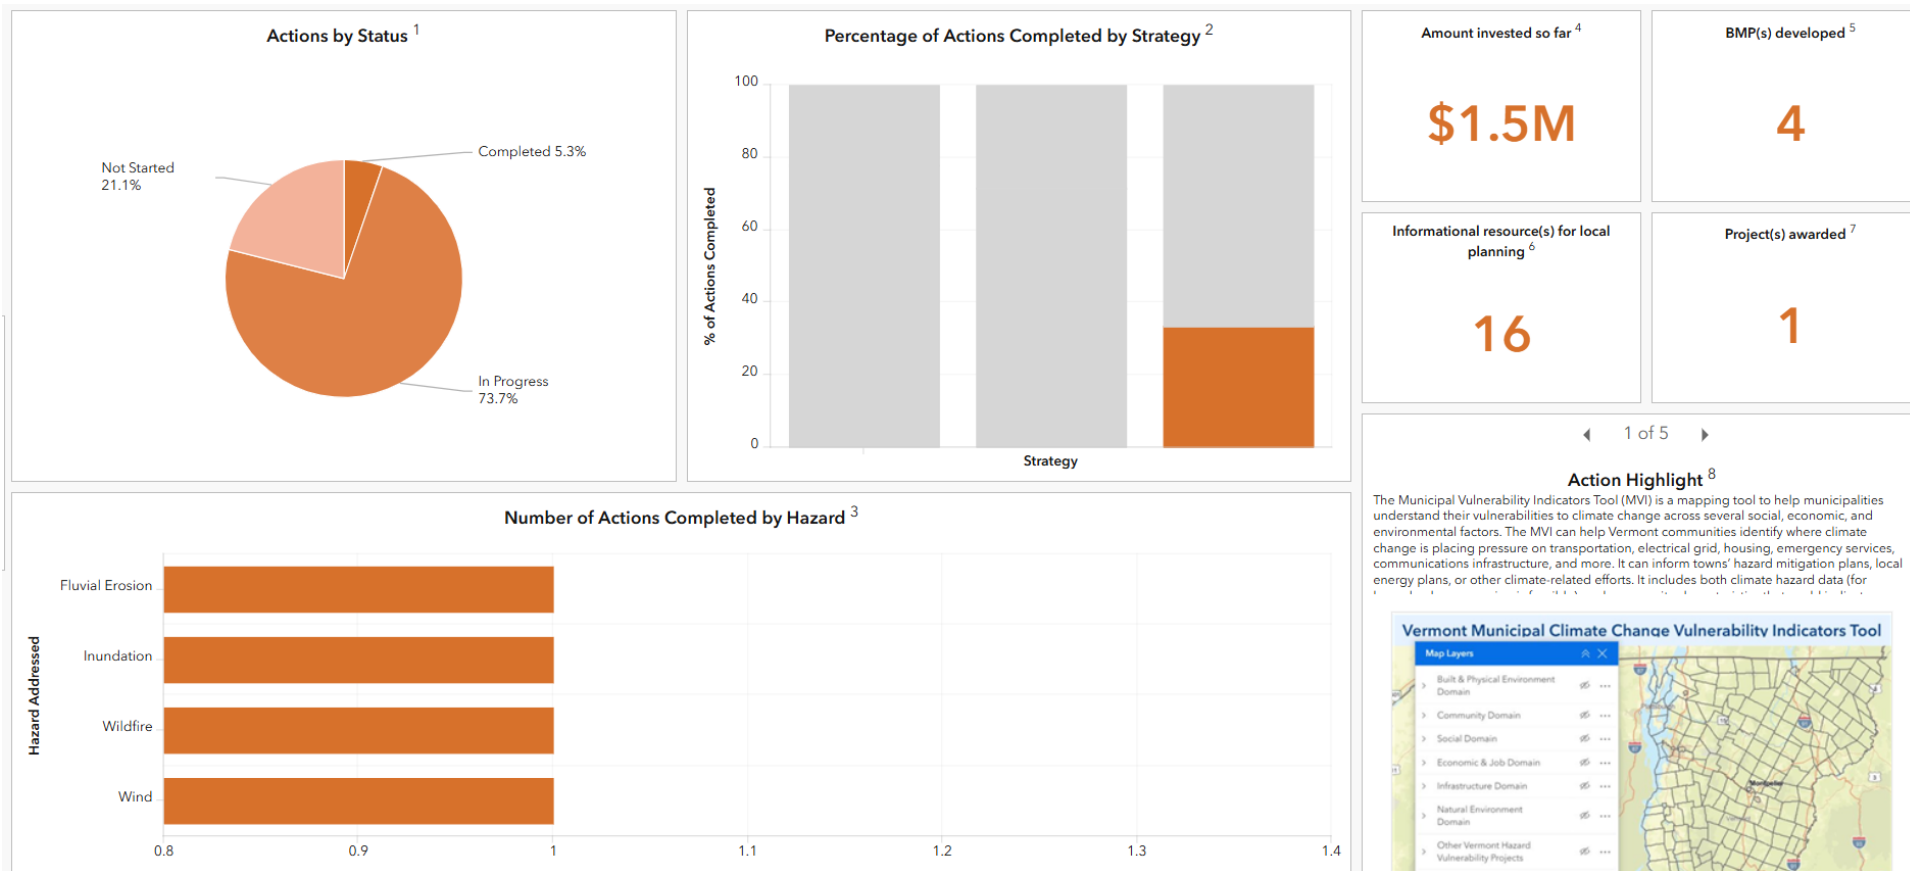 Actions by Status 1
Not Started
21.1%
Completed 5.3%
In Progress
73.7%
Percentage of Actions Completed by Strategy 2
% of Actions Completed
100
80
60
40
20
0
Strategy
Amount invested so far 4
$1.5M
BMP(s) developed 5
4
Informational resource(s) for local
planning 6
16
Project(s) awarded 7
1
Number of Actions Completed by Hazard 3
Hazard Addressed
Fluvial Erosion
Inundation
Wildfire
Wind
0.8
0.9
1
1.1
1.2
1.3
1.4
1 of 5
Action Highlight 8
The Municipal Vulnerability Indicators Tool (MVI) is a mapping tool to help municipalities
understand their vulnerabilities to climate change across several social, economic, and
environmental factors. The MVI can help Vermont communities identify where climate
change is placing pressure on transportation, electrical grid, housing, emergency services,
communications infrastructure, and more. It can inform towns' hazard mitigation plans, local
energy plans, or other climate-related efforts. It includes both climate hazard data (for
Vermont Municipal Climate Change Vulnerability Indicators Tool
Map Layers
Built & Physical Environment
Domain
Community Domain
Social Domain
Economic & Job Domain
Infrastructure Domain
Natural Environment
Domain
Other Vermont Hazard
Vulnerability Projects
Montpelier